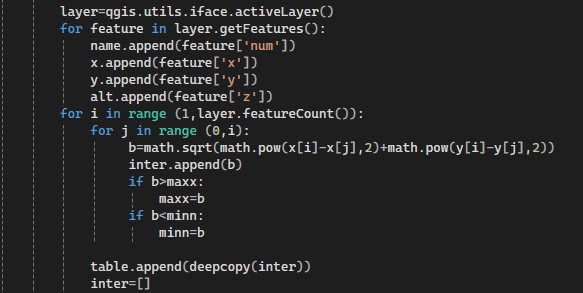 layer=qgis.utils.iface.activeLayer()
for feature in layer.getFeatures():
    name.append(feature['num'])
    x.append(feature['x'])
    y.append(feature['y'])
    alt.append(feature['z'])
for i in range (1,layer.featureCount()):
    for j in range (0,i):
        b=math.sqrt(math.pow(x[i]-x[j],2)+math.pow(y[i]-y[j],2))
        inter.append(b)
        if b>maxx:
            maxx=b
        if b<minn:
            minn=b
    table.append(deepcopy(inter))
    inter=[]